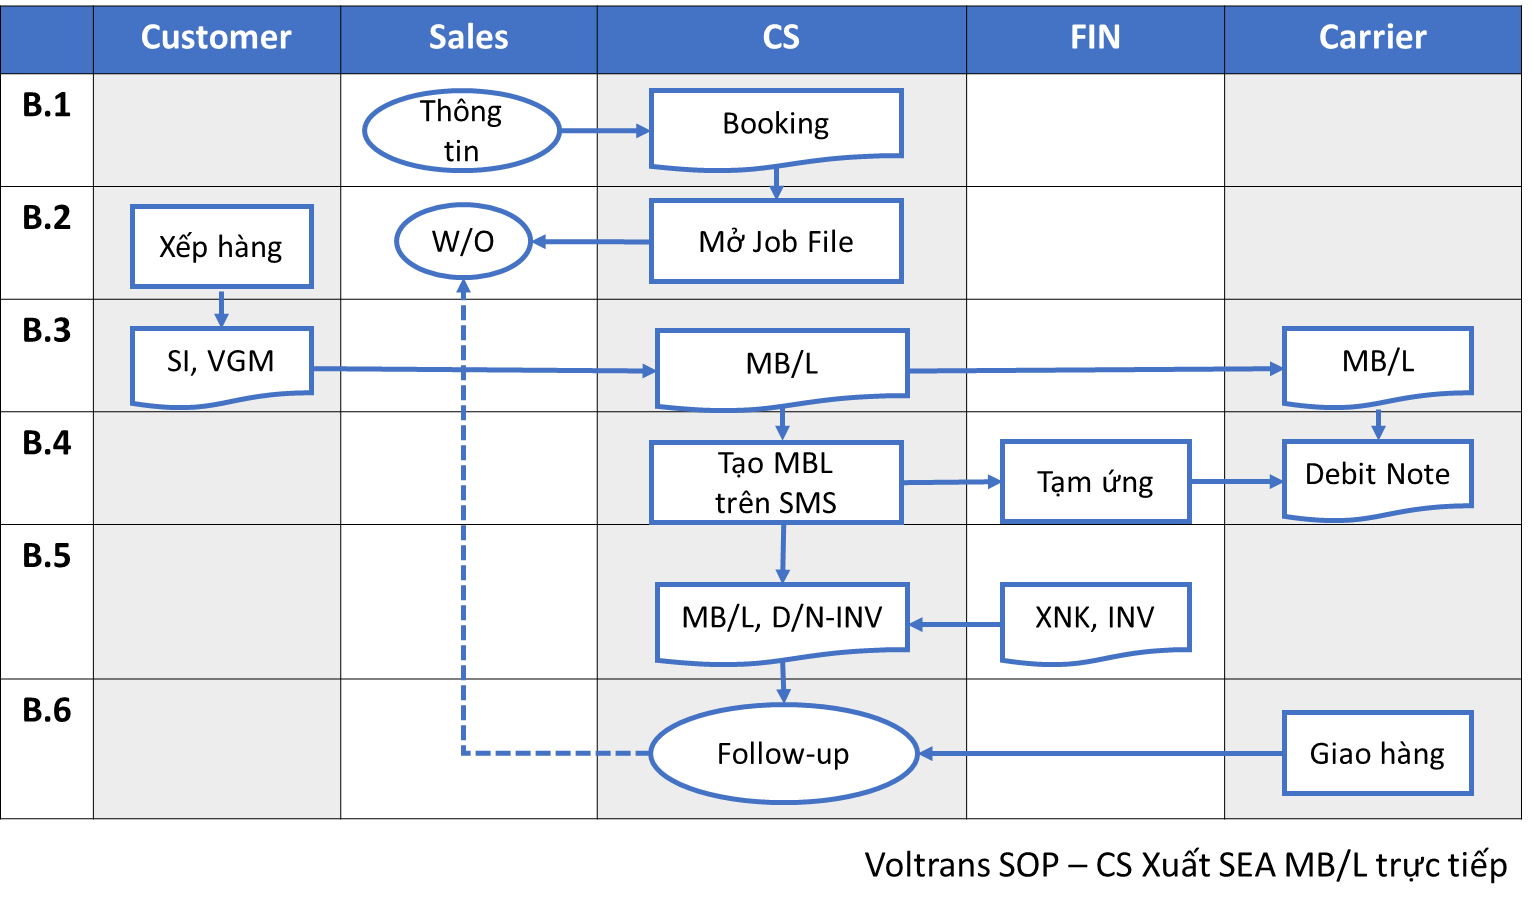 Customer Sales CS FIN Carrier
B.1
Thông
tin
Booking
B.2
Xếp hàng
W/O
Mở Job File
B.3
SI, VGM
MB/L
MB/L
B.4
Tạo MBL
trên SMS
Tạm ứng
Debit Note
B.5
MB/L, D/N-INV
XNK, INV
B.6
Follow-up
Giao hàng
Voltrans SOP – CS Xuất SEA MB/L trực tiếp